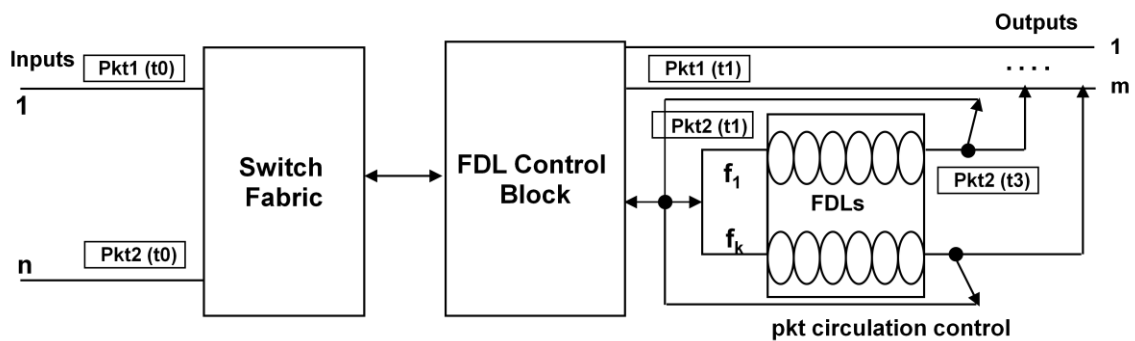 Outputs
Inputs
Pkt1 (t0)
Pkt1 (t1)
1
. . . .
m
1
Pkt2 (t1)
Switch
Fabric
FDL Control
Block
f1
FDLs
Pkt2 (t3)
fk
Pkt2 (t0)
n
pkt circulation control